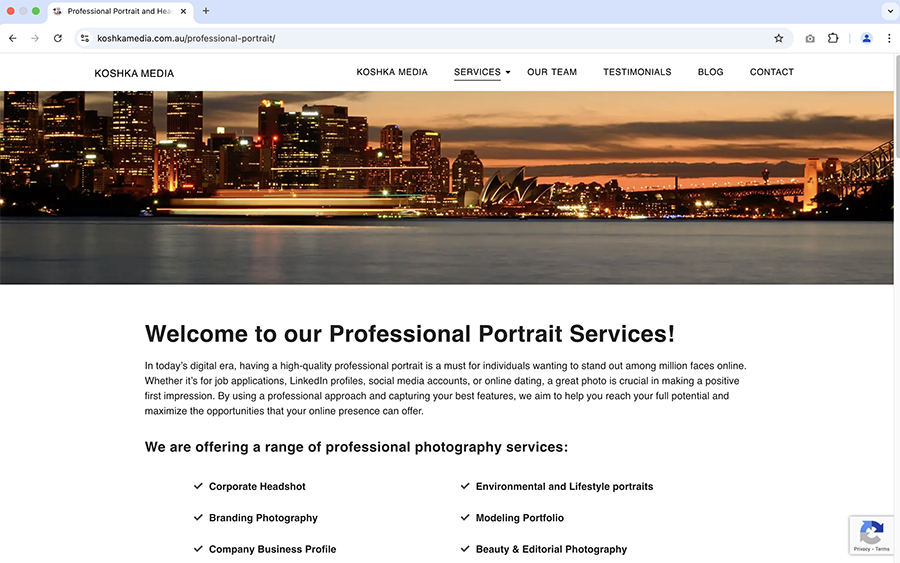 Professional Portrait and Hea
koshkamedia.com.au/professional-portrait/
KOSHKA MEDIA
KOSHKA MEDIA SERVICES OUR TEAM TESTIMONIALS BLOG CONTACT
Welcome to our Professional Portrait Services!
In today's digital era, having a high-quality professional portrait is a must for individuals wanting to stand out among million faces online.
Whether it's for job applications, LinkedIn profiles, social media accounts, or online dating, a great photo is crucial in making a positive
first impression. By using a professional approach and capturing your best features, we aim to help you reach your full potential and
maximize the opportunities that your online presence can offer.
We are offering a range of professional photography services:
Corporate Headshot
Environmental and Lifestyle portraits
Branding Photography
Modeling Portfolio
Company Business Profile
Beauty & Editorial Photography
Privacy - Terms